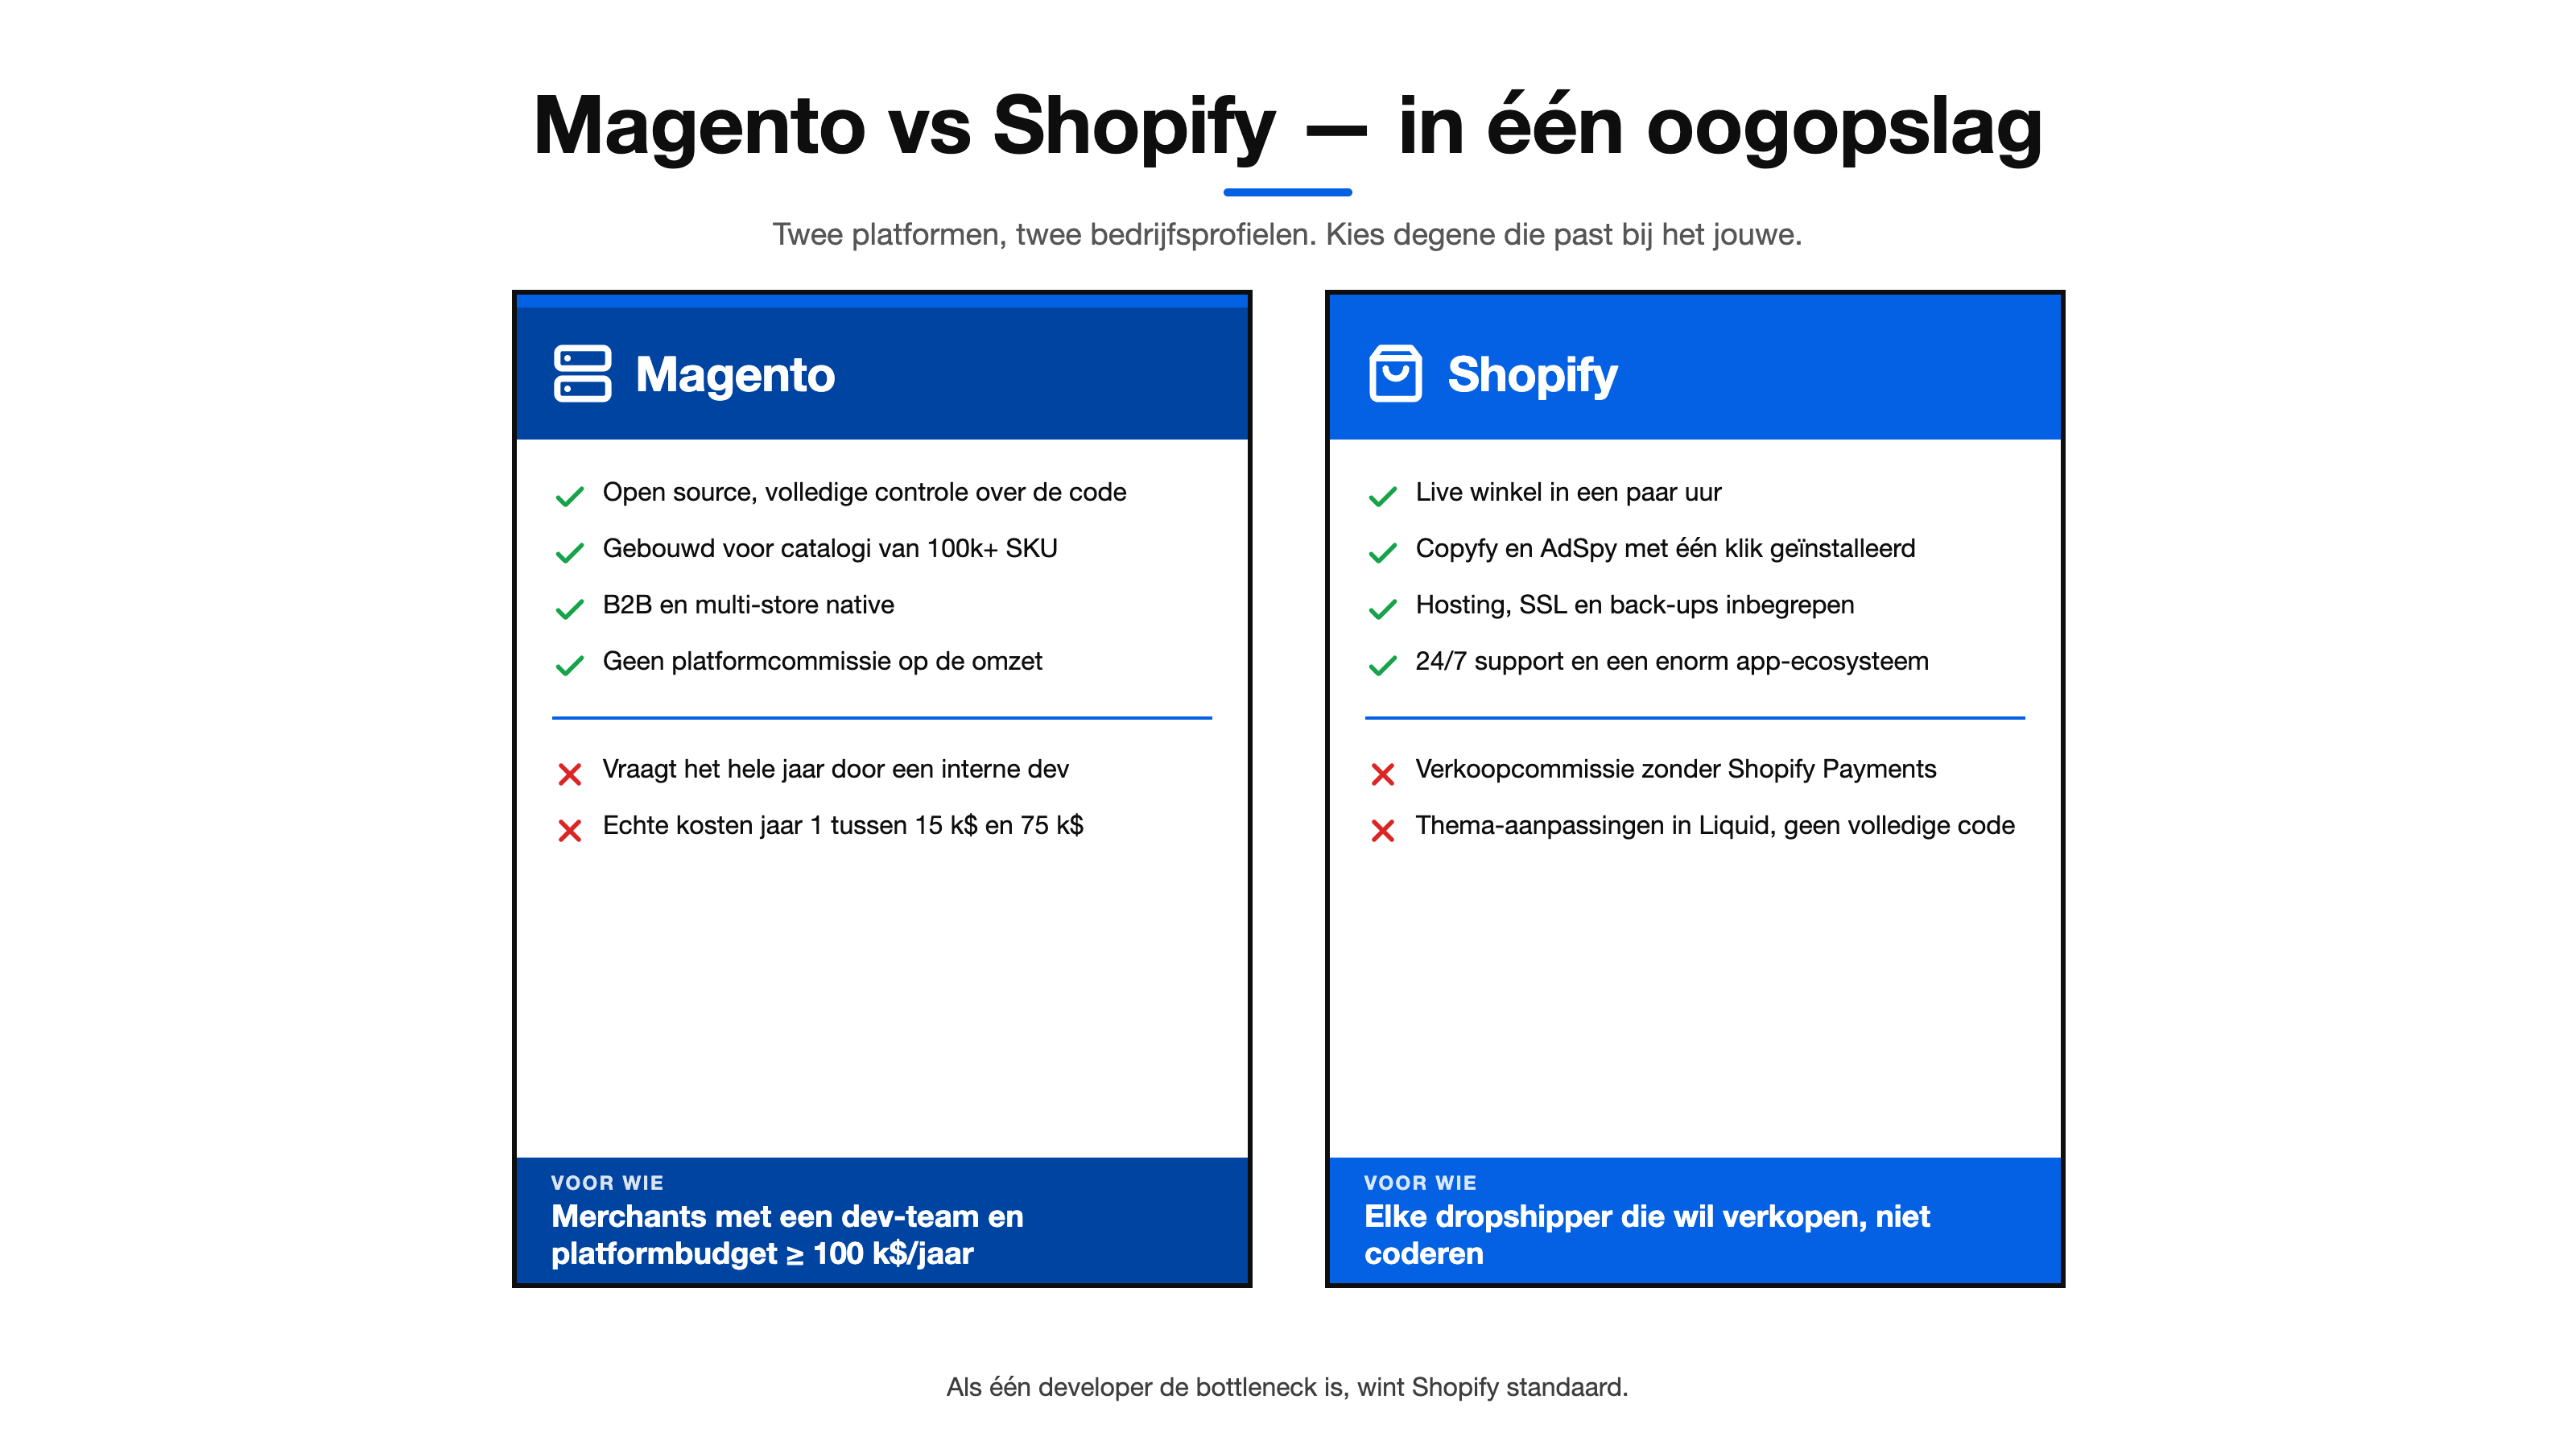 Magento vs Shopify — in één oogopslag
Twee platformen, twee bedrijfsprofielen. Kies degene die past bij het jouwe.
Magento
Open source, volledige controle over de code
Gebouwd voor catalogi van 100k+ SKU
B2B en multi-store native
Geen platformcommissie op de omzet
Vraagt het hele jaar door een interne dev
Echte kosten jaar 1 tussen 15 k$ en 75 k$
VOOR WIE
Merchants met een dev-team en
platformbudget ≥ 100 k$/jaar
Shopify
Live winkel in een paar uur
Copyfy en AdSpy met één klik geïnstalleerd
Hosting, SSL en back-ups inbegrepen
24/7 support en een enorm app-ecosysteem
Verkoopcommissie zonder Shopify Payments
Thema-aanpassingen in Liquid, geen volledige code
VOOR WIE
Elke dropshipper die wil verkopen, niet
coderen
Als één developer de bottleneck is, wint Shopify standaard.